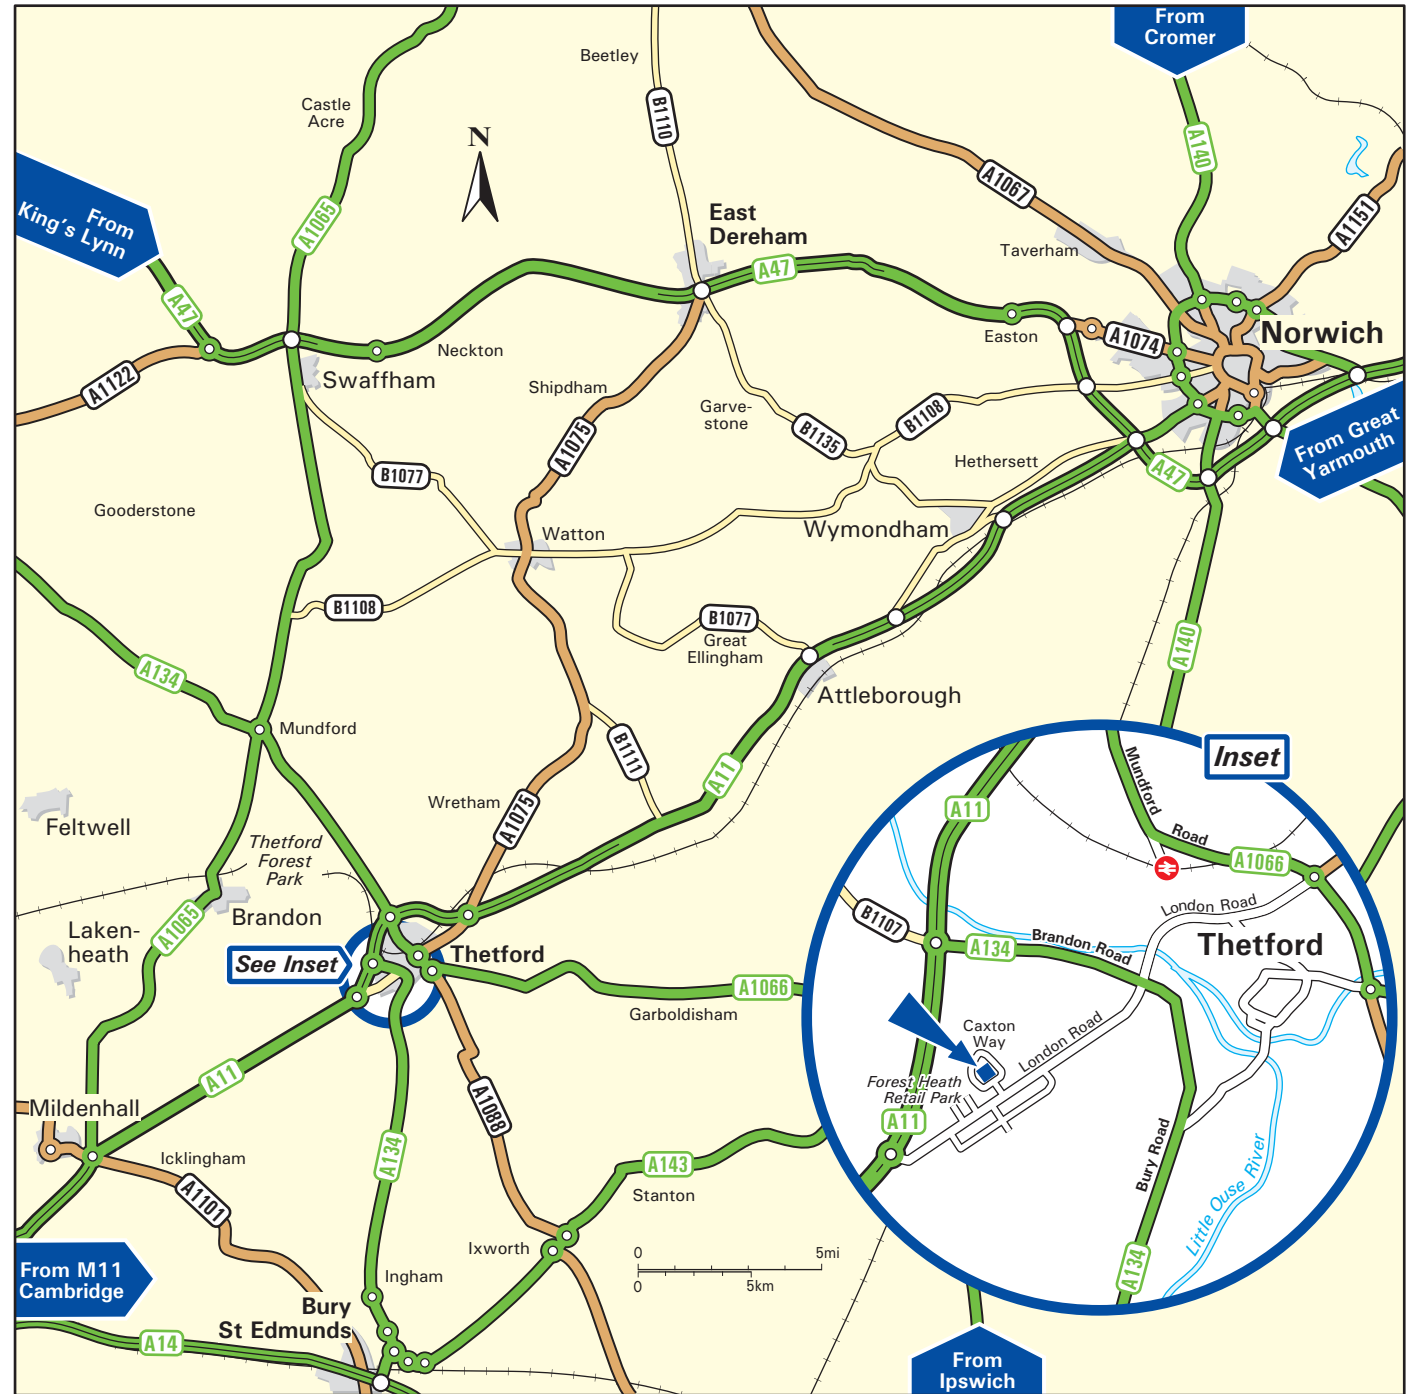 From
Cromer
Beetley
Castle
Acre
B1110
N
A140
A1067
From
King's Lynn
A1065
East
Dereham
A1151
Taverham
A47
A47
Norwich
Easton
A1074
Neckton
A1122
Swaffham
Shipdham
Garve-
stone
B1108
From Great
Yarmouth
B1135
A1075
Hethersett
A47
B1077
Gooderstone
Wymondham
Watton
B1108
B1077
Great
Ellingham
A140
A134
Attleborough
Mundford
B1111
A11
Inset
Mundford
Road
A11
Wretham
A1075
Feltwell
Thetford
Forest
Park
A1066
London Road
B1107
Brandon
A1065
Laken-
heath
A134
Brandon Road
Thetford
See Inset
Thetford
A1066
Garboldisham
Caxton
Way
London Road
Forest Heath
Retail Park
A11
A11
Mildenhall
A1088
A134
Icklingham
A143
Stanton
Bury Road
Little Ouse River
A1101
Ixworth
0
5mi
0
5km
A134
From M11
Cambridge
Ingham
Bury
St Edmunds
A14
From
Ipswich